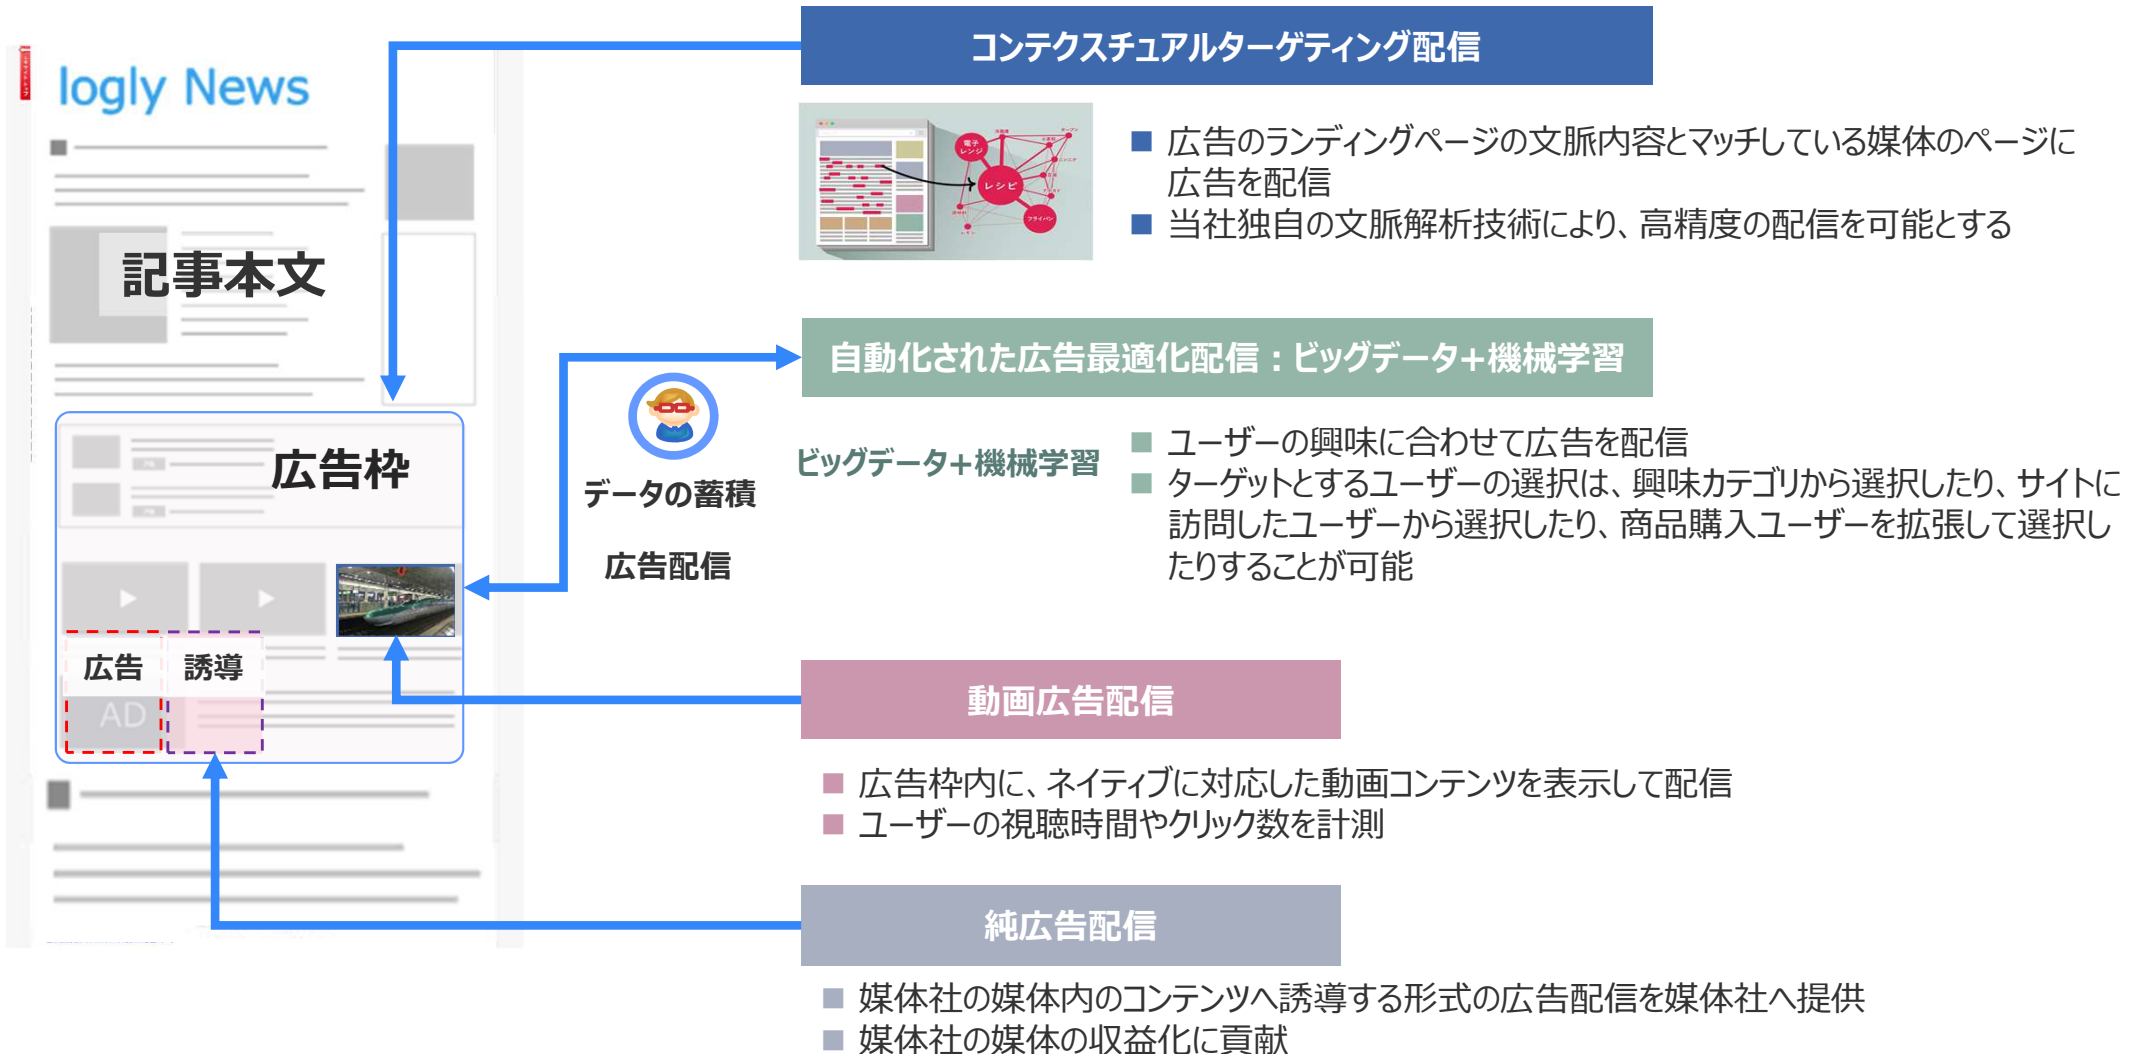 コンテクスチュアルターゲティング配信
logly News
電子
レンジ
レシピ
フライパン
広告のランディングページの文脈内容とマッチしている媒体のページに
広告を配信
当社独自の文脈解析技術により、高精度の配信を可能とする
記事本文
自動化された広告最適化配信：ビッグデータ+機械学習
広告枠
データの蓄積
広告配信
ビッグデータ+機械学習
ユーザーの興味に合わせて広告を配信
ターゲットとするユーザーの選択は、興味カテゴリから選択したり、サイトに
訪問したユーザーから選択したり、商品購入ユーザーを拡張して選択し
たりすることが可能
広告
誘導
AD
動画広告配信
広告枠内に、ネイティブに対応した動画コンテンツを表示して配信
ユーザーの視聴時間やクリック数を計測
純広告配信
媒体社の媒体内のコンテンツへ誘導する形式の広告配信を媒体社へ提供
媒体社の媒体の収益化に貢献